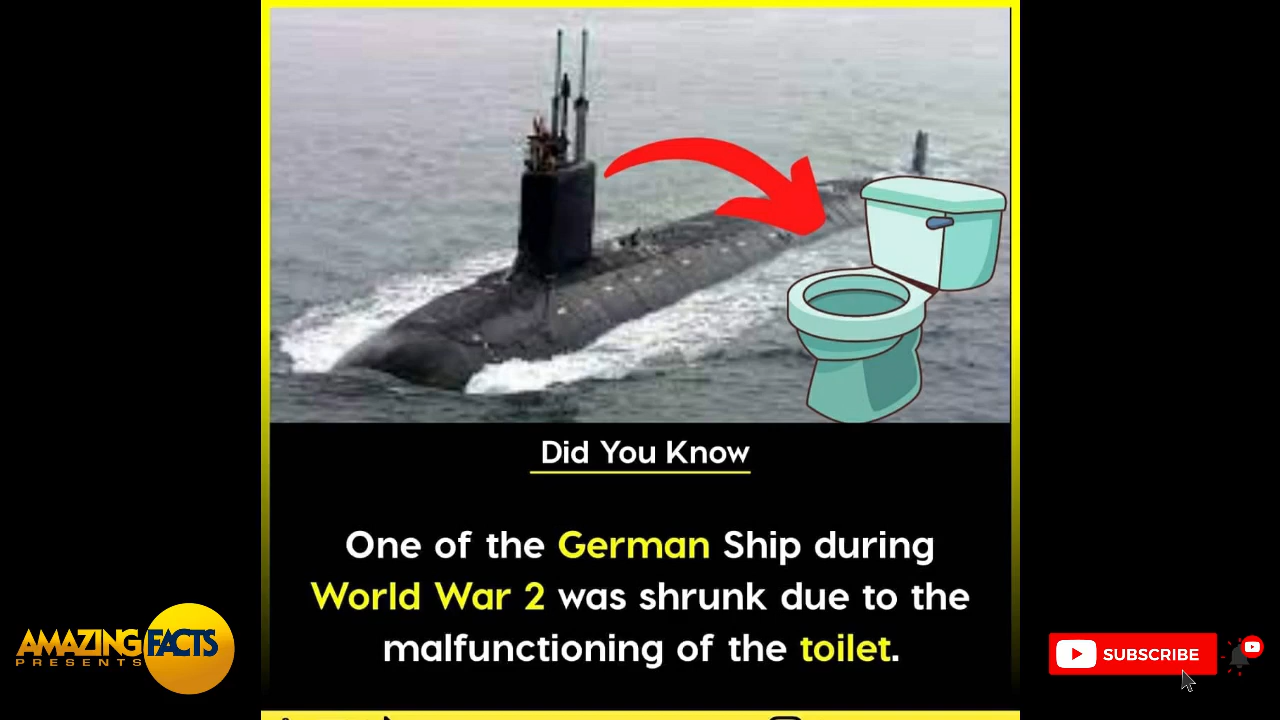 Did You Know
One of the German Ship during
World War 2 was shrunk due to the
malfunctioning of the toilet.
AMAZING FACTS
PRESENTS
SUBSCRIBE